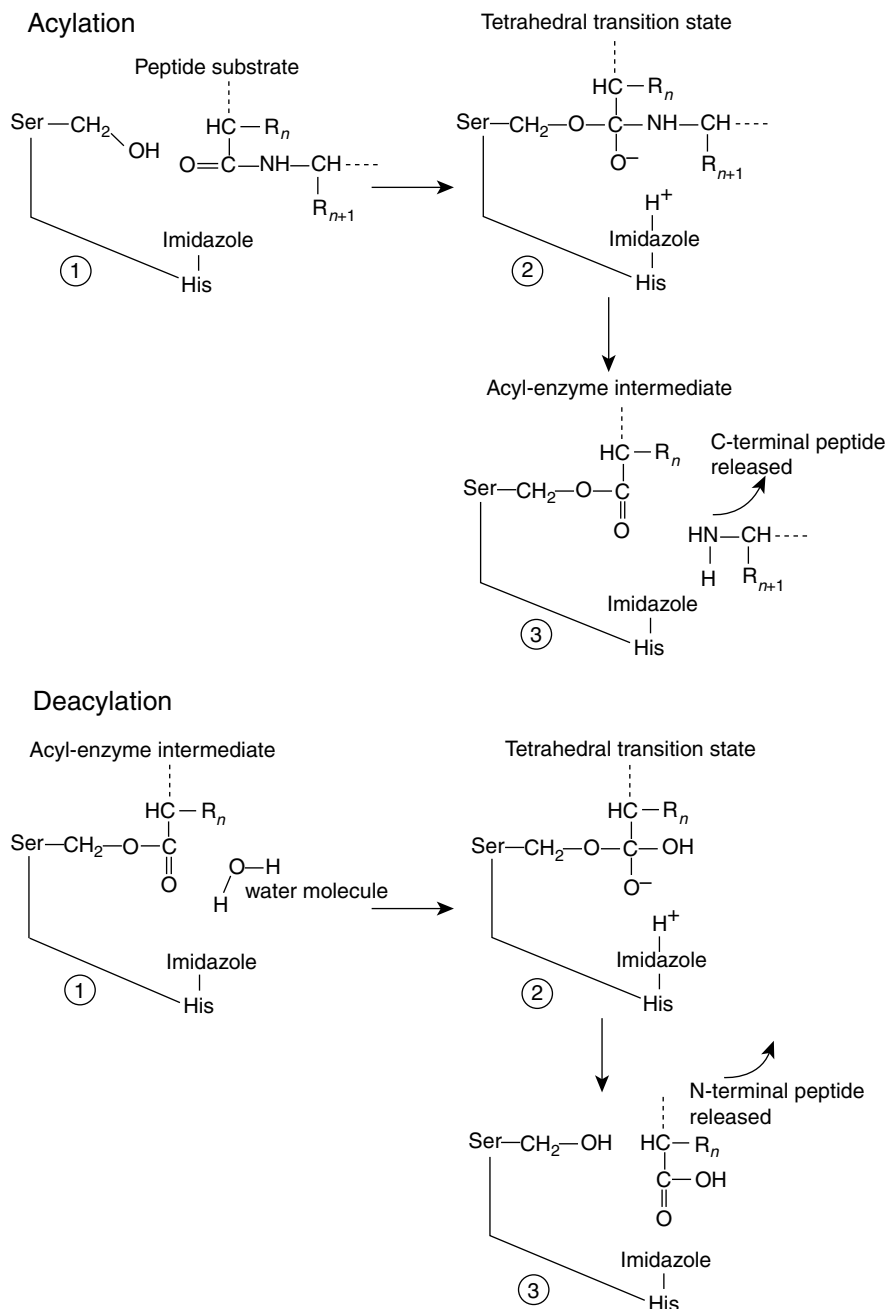 Acylation
Peptide substrate
HC—Rn
Ser—CH2
OH
O=C—NH—CH
Rn+1
Imidazole
His
1
Tetrahedral transition state
HC—Rn
Ser—CH2—O—C—NH—CH
O−
Rn+1
H+
Imidazole
His
2
Acyl-enzyme intermediate
HC—Rn
Ser—CH2—O—C
O
C-terminal peptide
released
HN—CH
H
Rn+1
Imidazole
His
3
Deacylation
Acyl-enzyme intermediate
HC—Rn
Ser—CH2—O—C
O
O—H
H
water molecule
Imidazole
His
1
Tetrahedral transition state
HC—Rn
Ser—CH2—O—C—OH
O−
H+
Imidazole
His
2
N-terminal peptide
released
Ser—CH2—OH
HC—Rn
C—OH
O
Imidazole
His
3